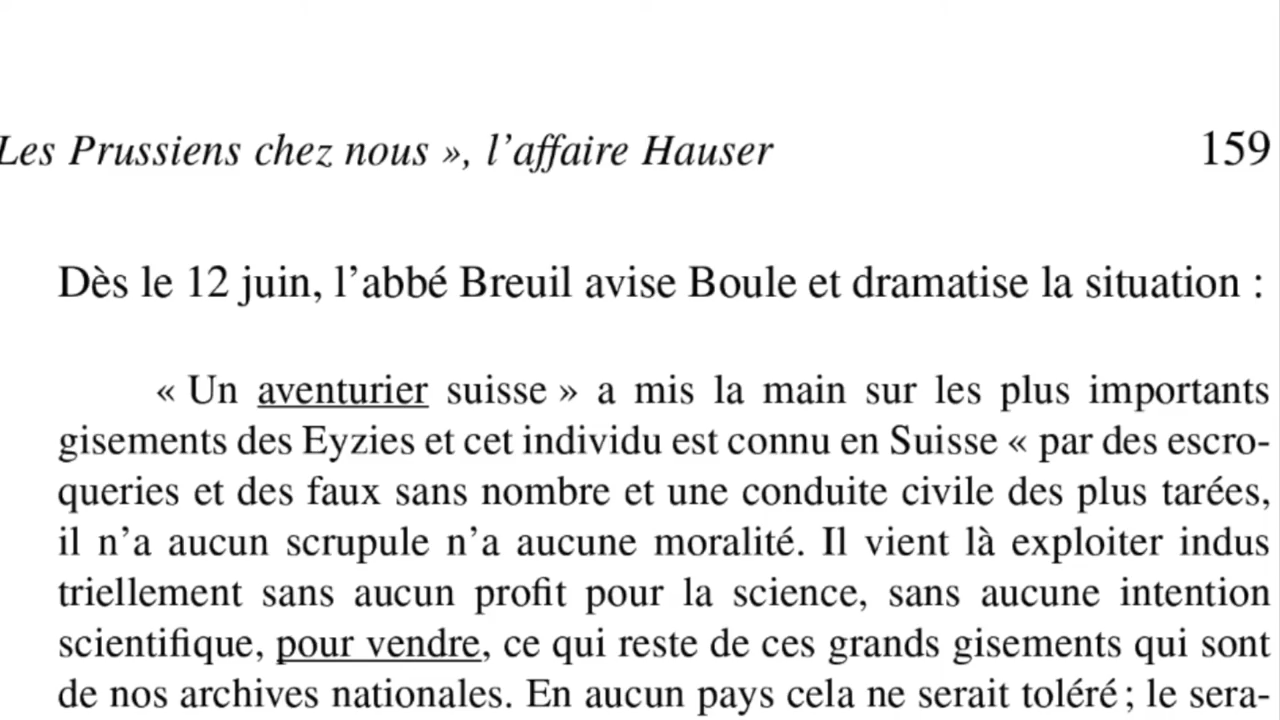 Les Prussiens chez nous », l’affaire Hauser 159
Dès le 12 juin, l’abbé Breuil avise Boule et dramatise la situation :
« Un aventurier suisse » a mis la main sur les plus importants
gisements des Eyzies et cet individu est connu en Suisse « par des escro-
queries et des faux sans nombre et une conduite civile des plus tarées,
il n’a aucun scrupule n’a aucune moralité. Il vient là exploiter indus
triellement sans aucun profit pour la science, sans aucune intention
scientifique, pour vendre, ce qui reste de ces grands gisements qui sont
de nos archives nationales. En aucun pays cela ne serait toléré ; le sera-